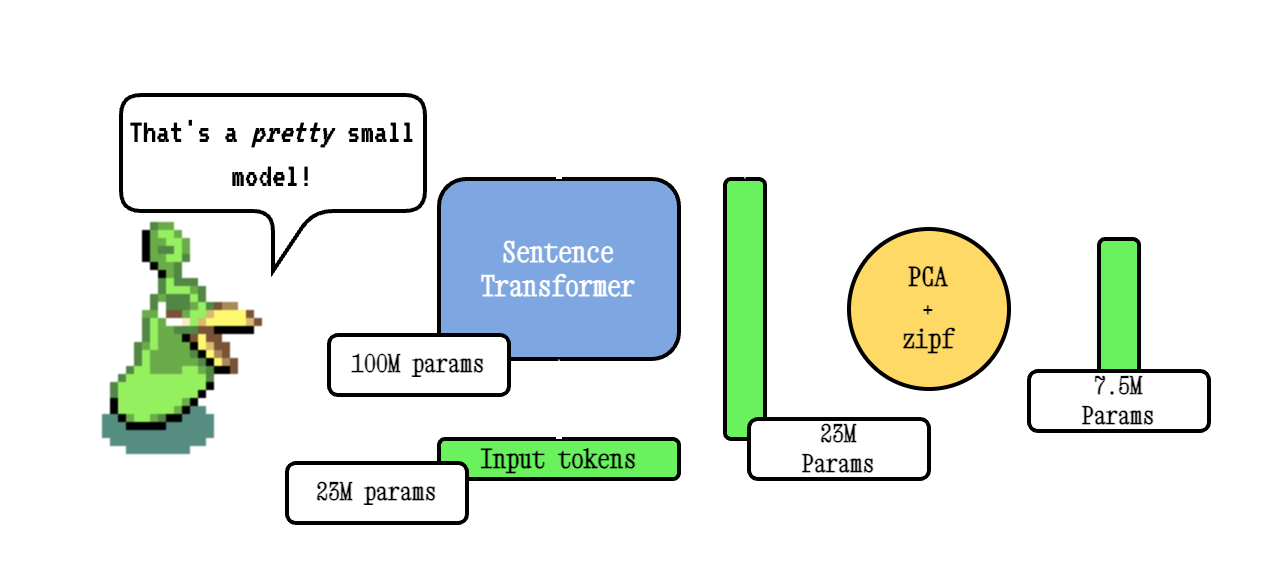 That's a pretty small
model!
Sentence
Transformer
100M params
Input tokens
23M params
23M
Params
PCA
+
zipf
7.5M
Params